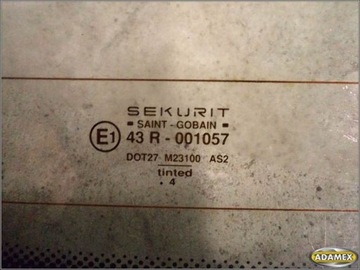 SEKURIT
SAINT - GOBAIN
E1 43 R - 001057
DOT27 M23100 AS2
tinted
. 4
ADAMEX